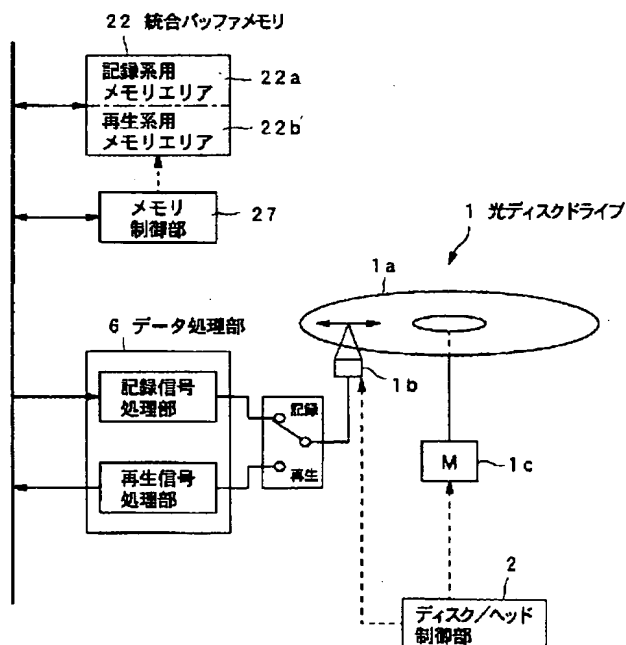 22 統合バッファメモリ
記録系用
メモリエリア
22a
再生系用
メモリエリア
22b
メモリ
制御部
27
1 光ディスクドライブ
1a
6 データ処理部
1b
記録信号
処理部
記録
再生
再生信号
処理部
M
1c
2
ディスク/ヘッド
制御部